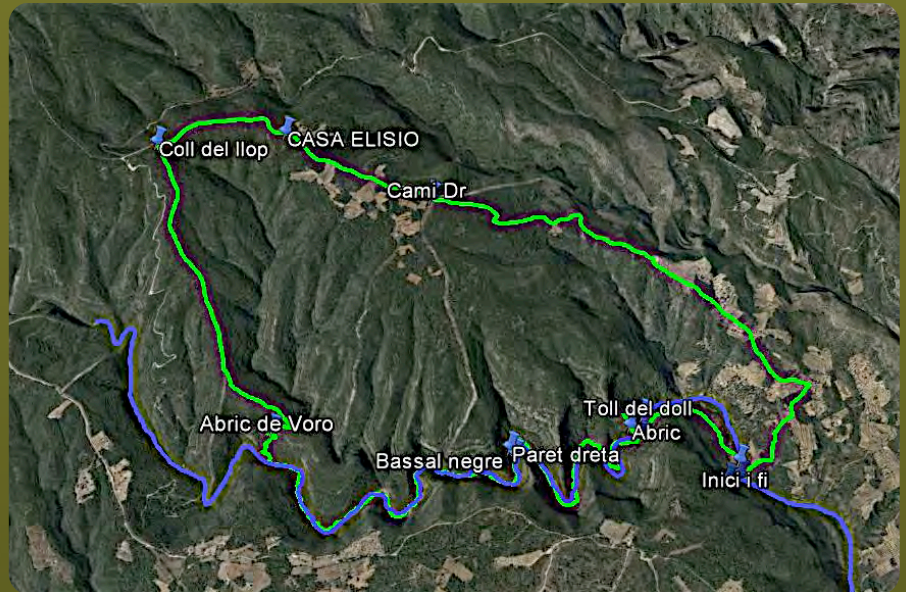 Coll del llop
CASA ELISIO
Cami Dr
Toll del doll
Abric de Voro
Abric
Bassal negre
Paret dreta
Inici i fi